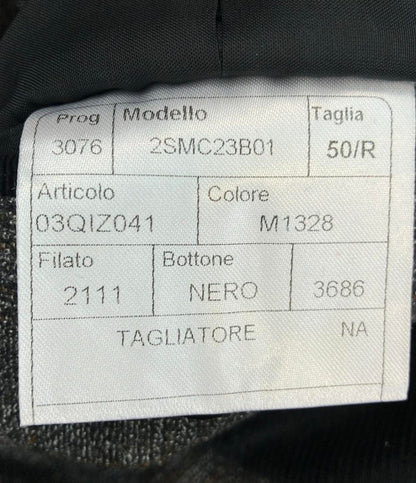 Prog Modello Taglia
3076 2SMC23B01 50/R
Articolo Colore
03QIZ041 M1328
Filato Bottone
2111 NERO 3686
TAGLIATORE NA